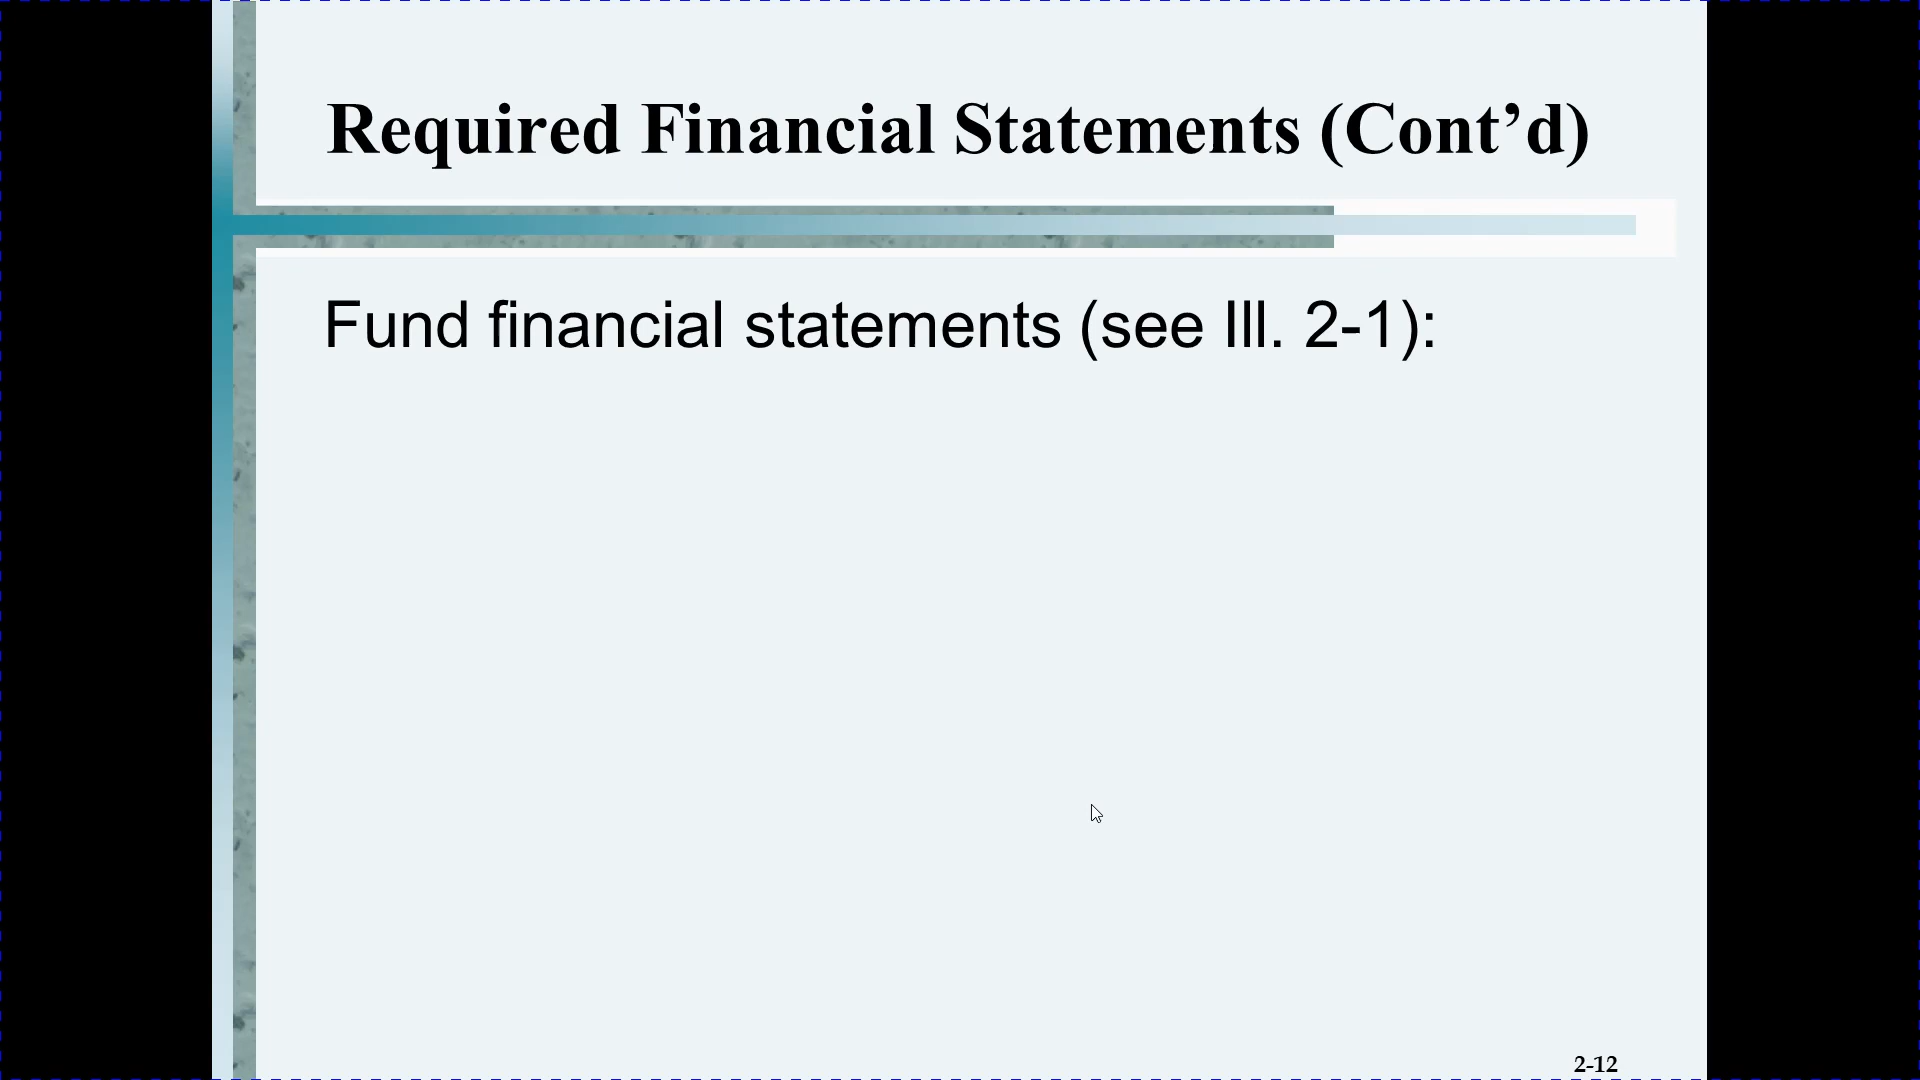 Required Financial Statements (Cont’d)
Fund financial statements (see Ill. 2-1):
2-12